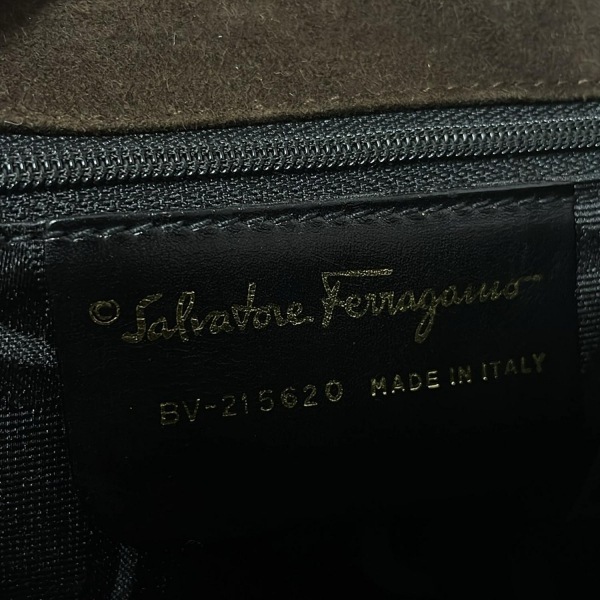 © Salvatore Ferragamo
BV-215620 MADE IN ITALY